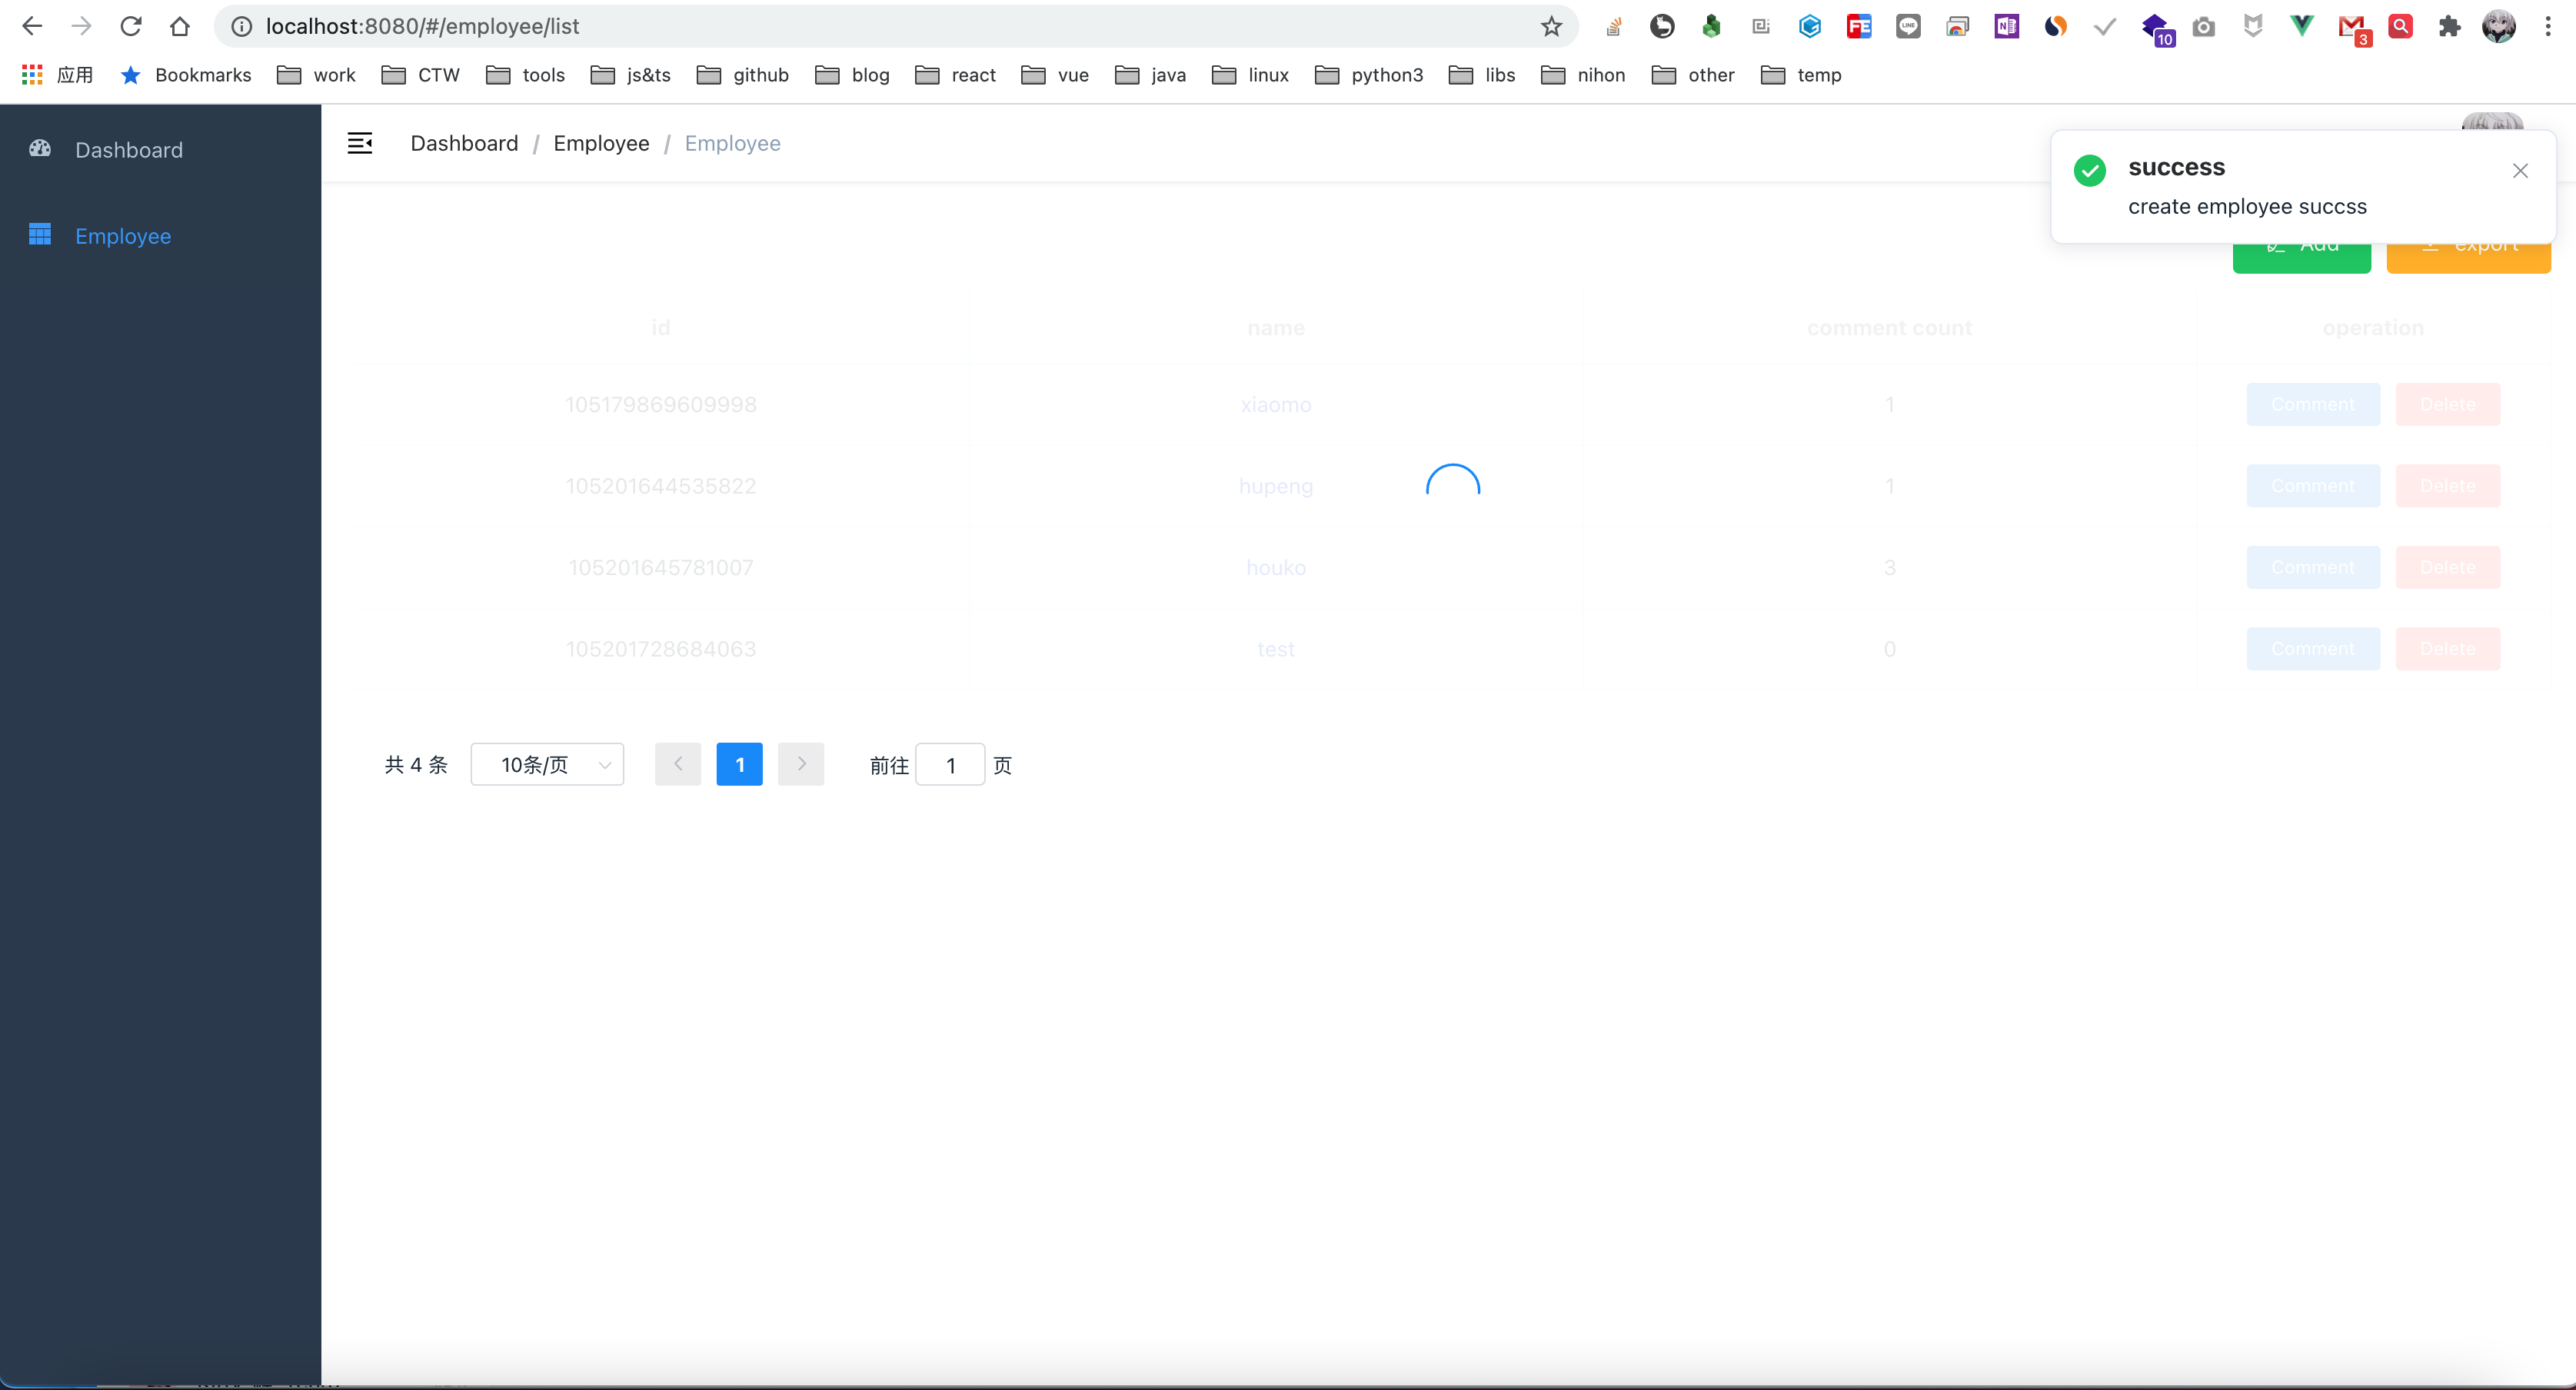 localhost:8080/#/employee/list
10
3
应用 Bookmarks work CTW tools js&ts github blog react vue java linux python3 libs nihon other temp
Dashboard
Employee
Dashboard / Employee / Employee
success
create employee succss
Add export
id name comment count operation
105179869609998 xiaomo 1 Comment Delete
105201644535822 hupeng 1 Comment Delete
105201645781007 houko 3 Comment Delete
105201728684063 test 0 Comment Delete
共 4 条 10条/页 1 前往 1 页